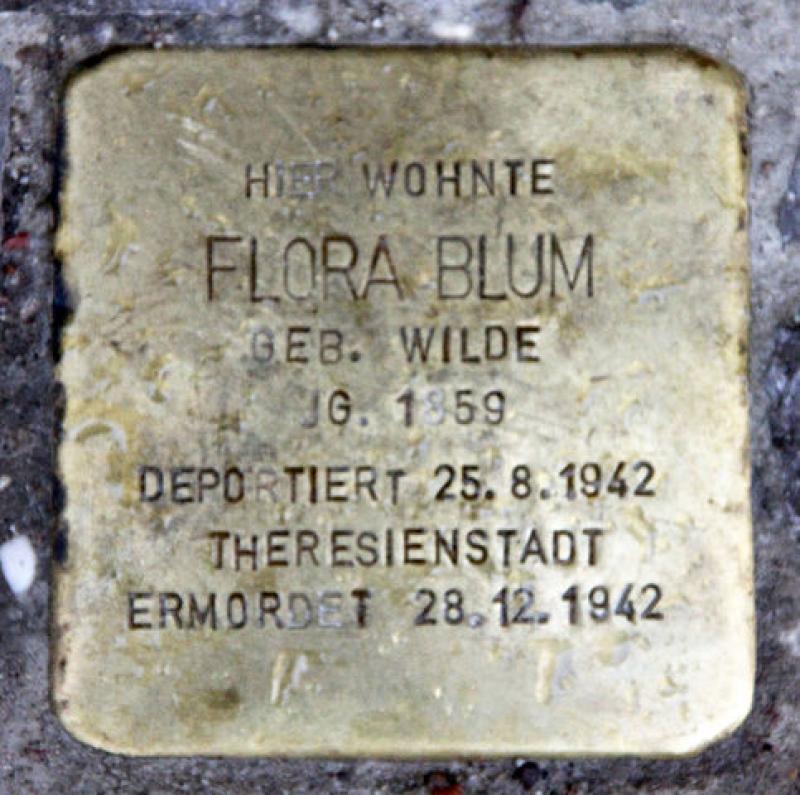 HIER WOHNTE
FLORA BLUM
GEB. WILDE
JG. 1859
DEPORTIERT 25.8.1942
THERESIENSTADT
ERMORDET 28.12.1942